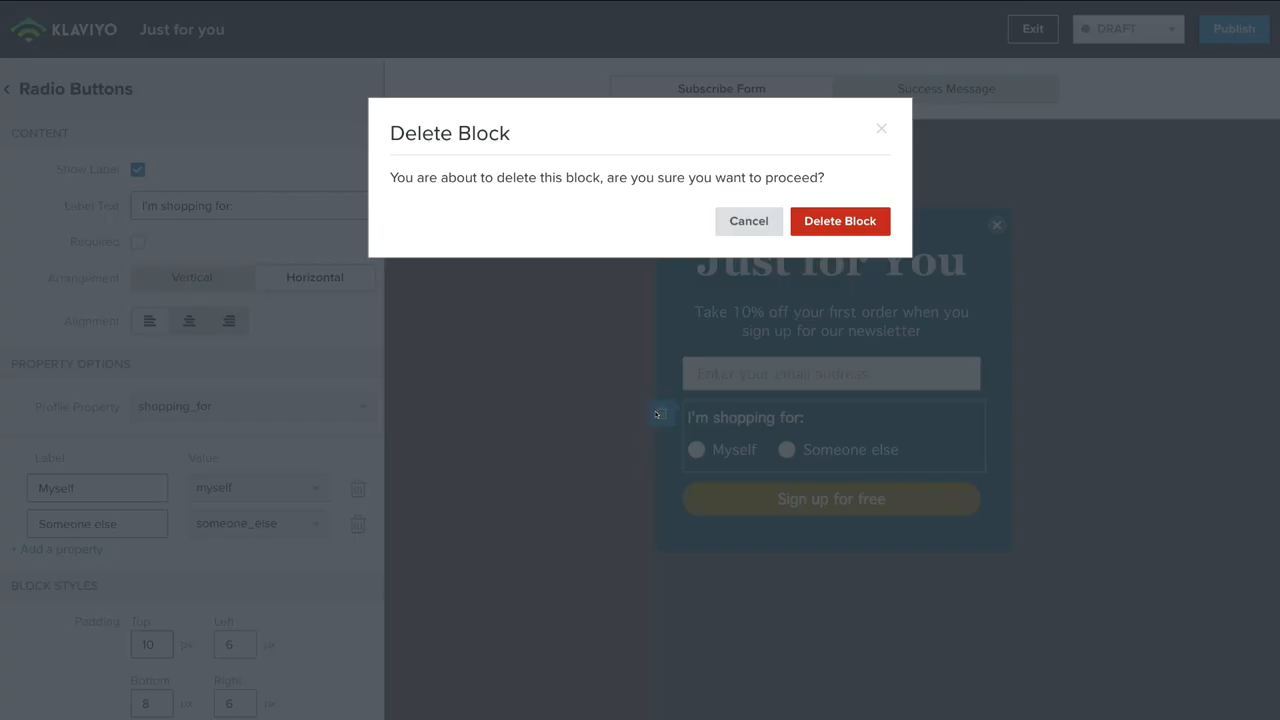 KLAVIYO
Just for you
Exit
DRAFT
Publish
Radio Buttons
Subscribe Form
Success Message
CONTENT
Show Label
Label Text
I'm shopping for:
Required
Arrangement
Vertical
Horizontal
Alignment
PROPERTY OPTIONS
Profile Property
shopping_for
Label
Value
Myself
myself
Someone else
someone_else
+ Add a property
BLOCK STYLES
Padding
Top
Left
10
px
6
px
Bottom
Right
8
px
6
px
Delete Block
You are about to delete this block, are you sure you want to proceed?
Cancel
Delete Block
Just for You
Take 10% off your first order when you
sign up for our newsletter
Enter your email address
I'm shopping for:
Myself
Someone else
Sign up for free